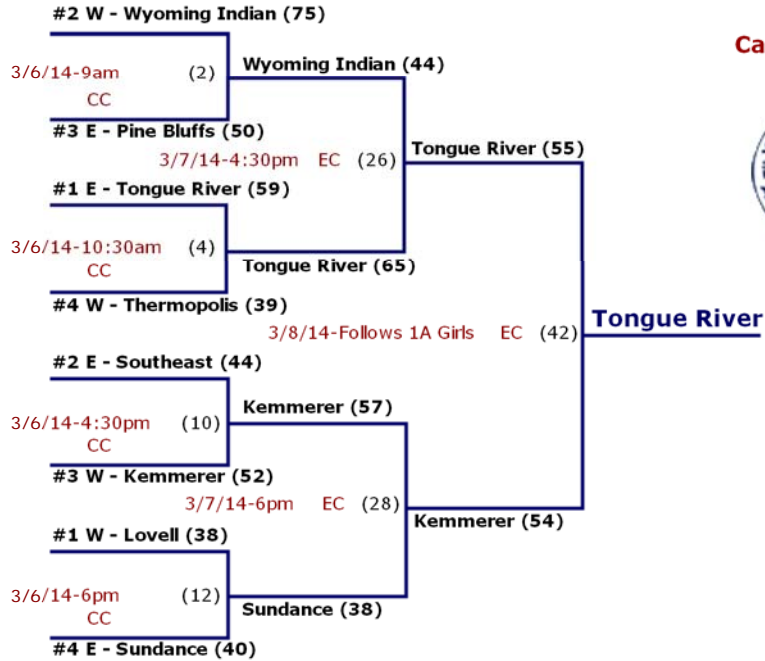 #2 W - Wyoming Indian (75)
Ca
3/6/14-9am (2)
Wyoming Indian (44)
CC
#3 E - Pine Bluffs (50)
3/7/14-4:30pm EC (26)
Tongue River (55)
#1 E - Tongue River (59)
3/6/14-10:30am (4)
CC
Tongue River (65)
#4 W - Thermopolis (39)
3/8/14-Follows 1A Girls EC (42)
Tongue River
#2 E - Southeast (44)
Kemmerer (57)
3/6/14-4:30pm (10)
CC
#3 W - Kemmerer (52)
3/7/14-6pm EC (28)
Kemmerer (54)
#1 W - Lovell (38)
3/6/14-6pm (12)
CC
Sundance (38)
#4 E - Sundance (40)